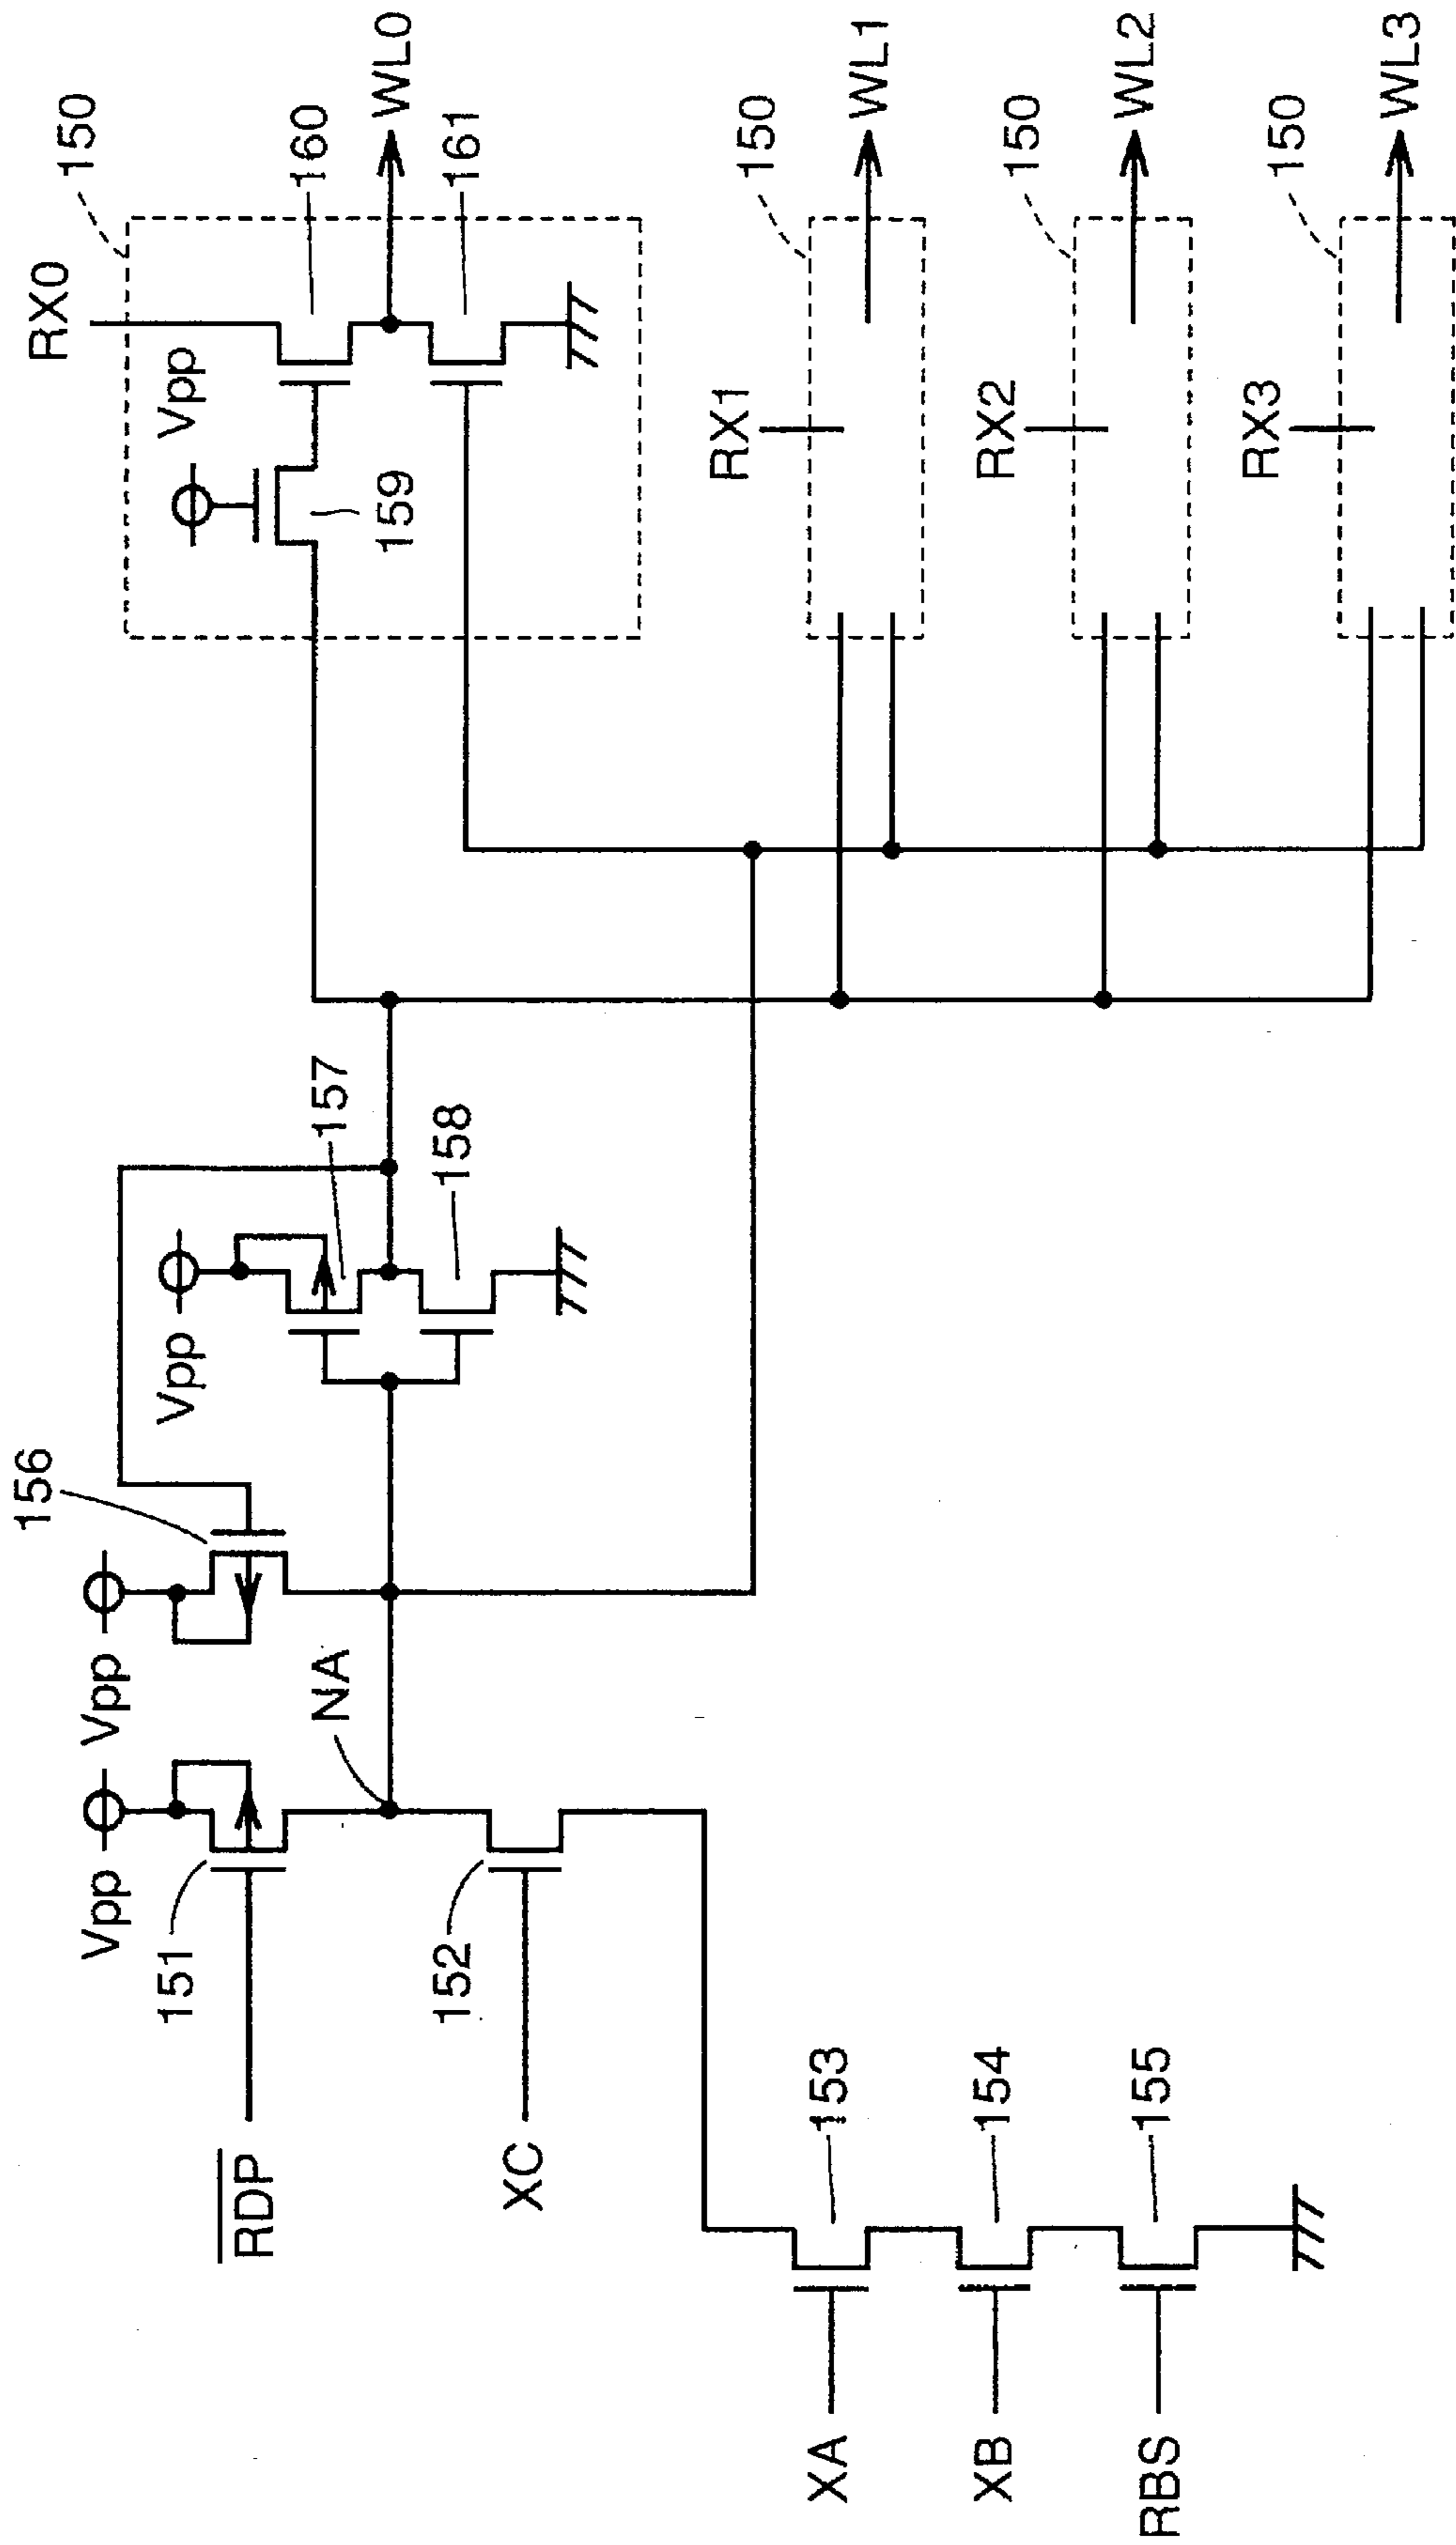 RX0
150
Vpp
160
WL0
159
161
RX1
150
WL1
RX2
150
WL2
RX3
150
WL3
156
Vpp
Vpp
157
158
Vpp
151
NA
152
RDP
XC
XA
153
XB
154
RBS
155